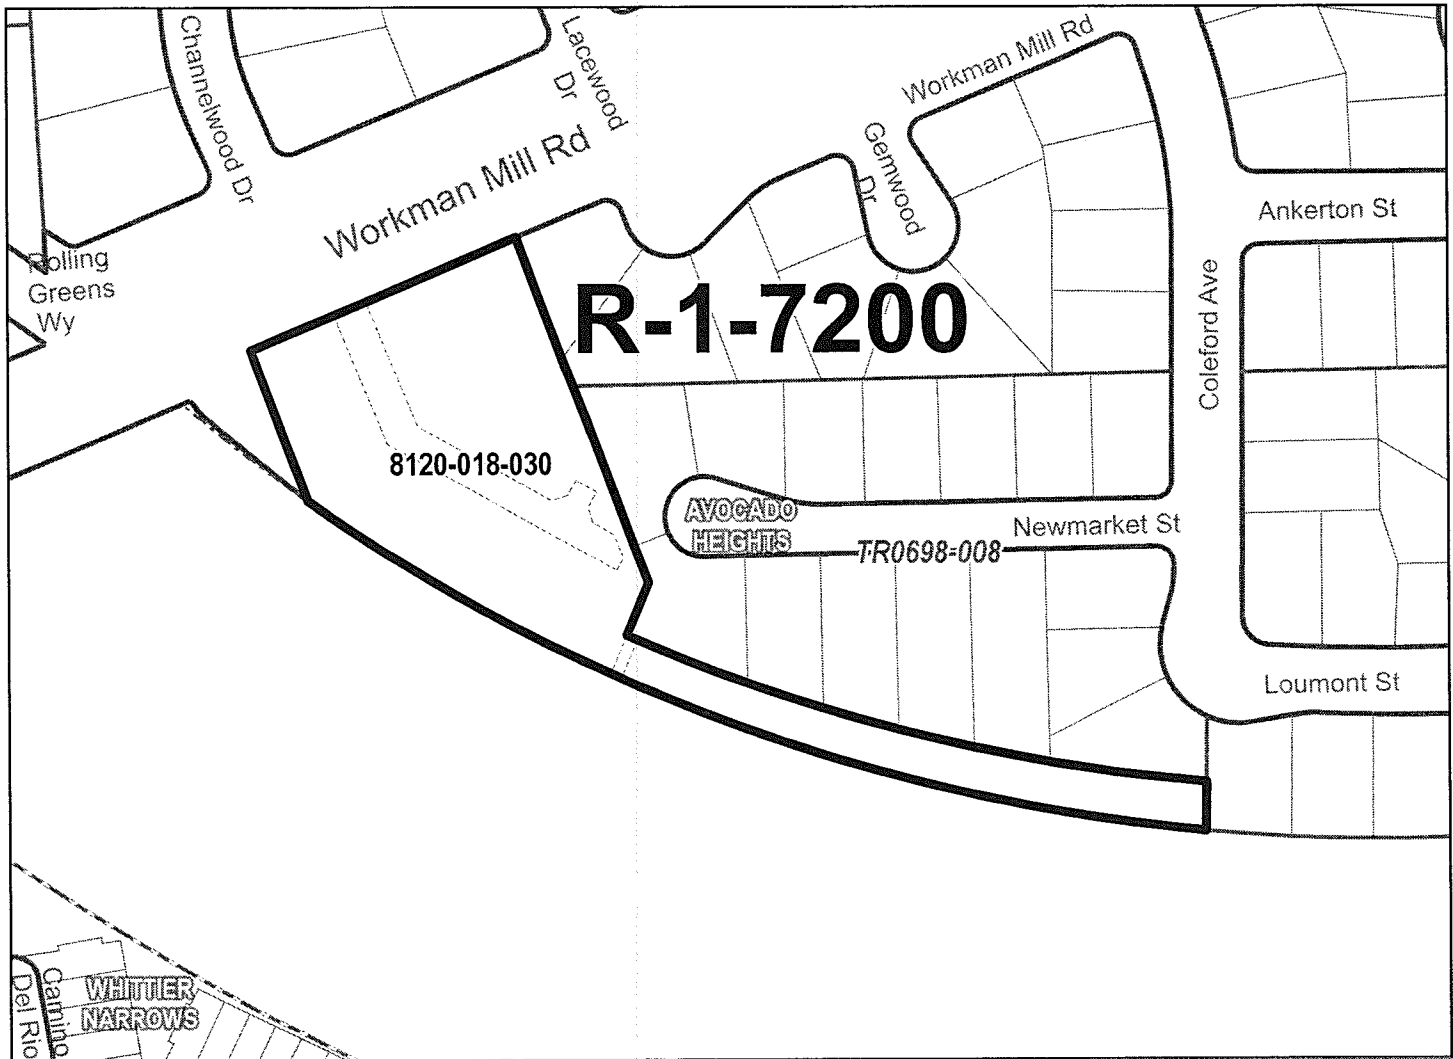 Channelwood Dr
Lacewood
Dr
Workman Mill Rd
Workman Mill Rd
Gemwood
Dr
Ankerton St
Rolling
Greens
Wy
R-1-7200
Coleford Ave
8120-018-030
AVOCADO
HEIGHTS
Newmarket St
TR0698-008
Loumont St
Camino
Del Rio
WHITTIER
NARROWS